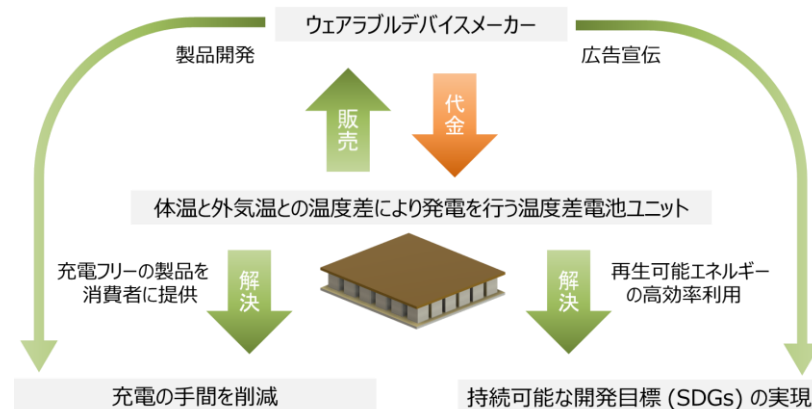 ウェアラブルデバイスメーカー
製品開発
広告宣伝
販売
代金
体温と外気温との温度差により発電を行う温度差電池ユニット
充電フリーの製品を
消費者に提供
解決
解決
再生可能エネルギー
の高効率利用
充電の手間を削減
持続可能な開発目標 (SDGs) の実現